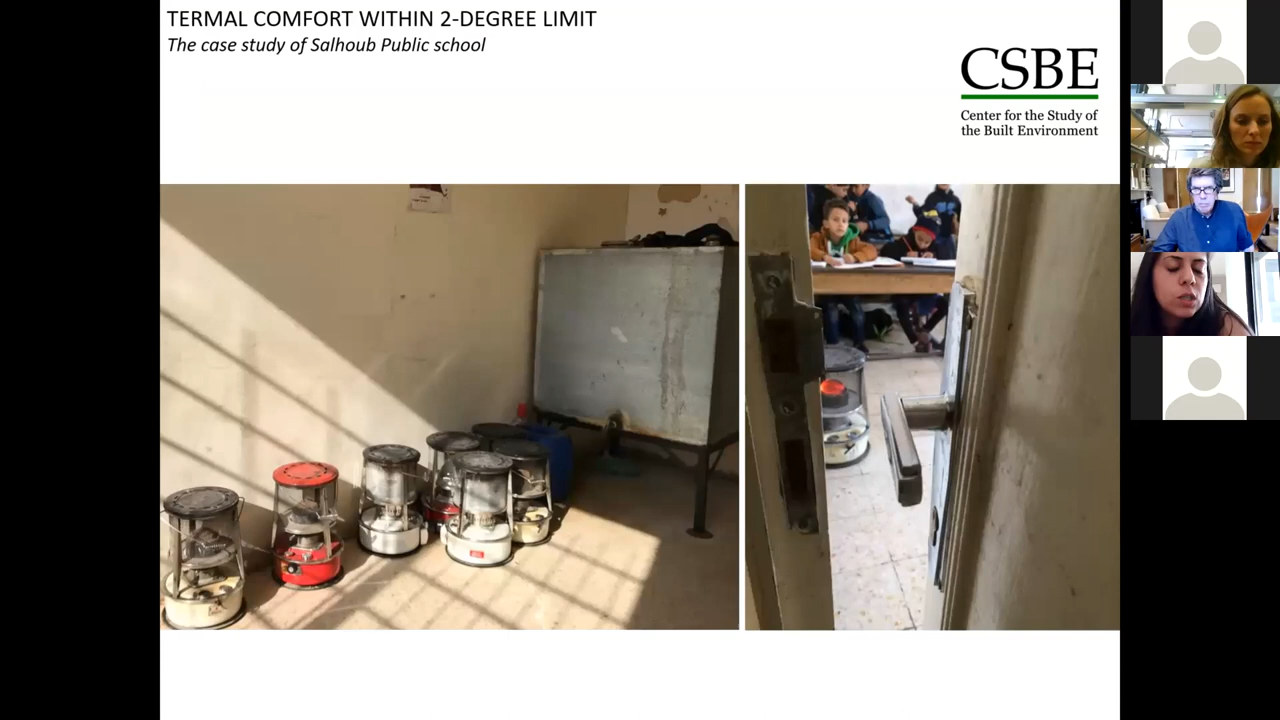 TERMAL COMFORT WITHIN 2-DEGREE LIMIT
The case study of Salhoub Public school
CSBE
Center for the Study of
the Built Environment